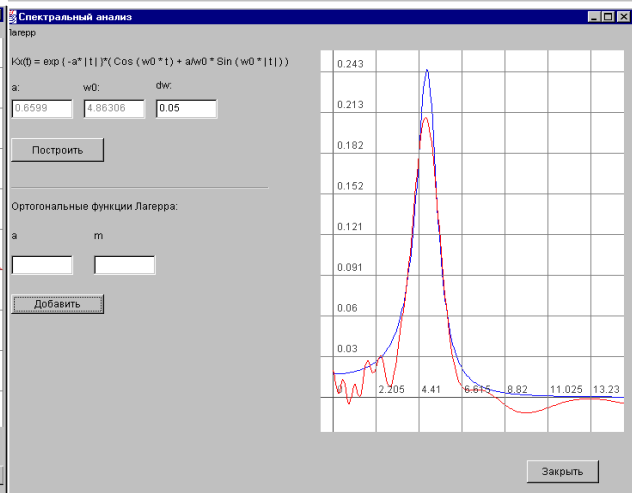 Спектральный анализ
Лагерр
Kx(t) = exp ( -a* | t | )*( Cos ( w0 * t ) + a/w0 * Sin ( w0 * | t | ) )
a: w0: dw:
0.6599 4.86306 0.05
Построить
Ортогональные функции Лагерра:
a m
Добавить
0.243
0.213
0.182
0.152
0.121
0.091
0.06
0.03
2.205 4.41 6.615 8.82 11.025 13.23
Закрыть